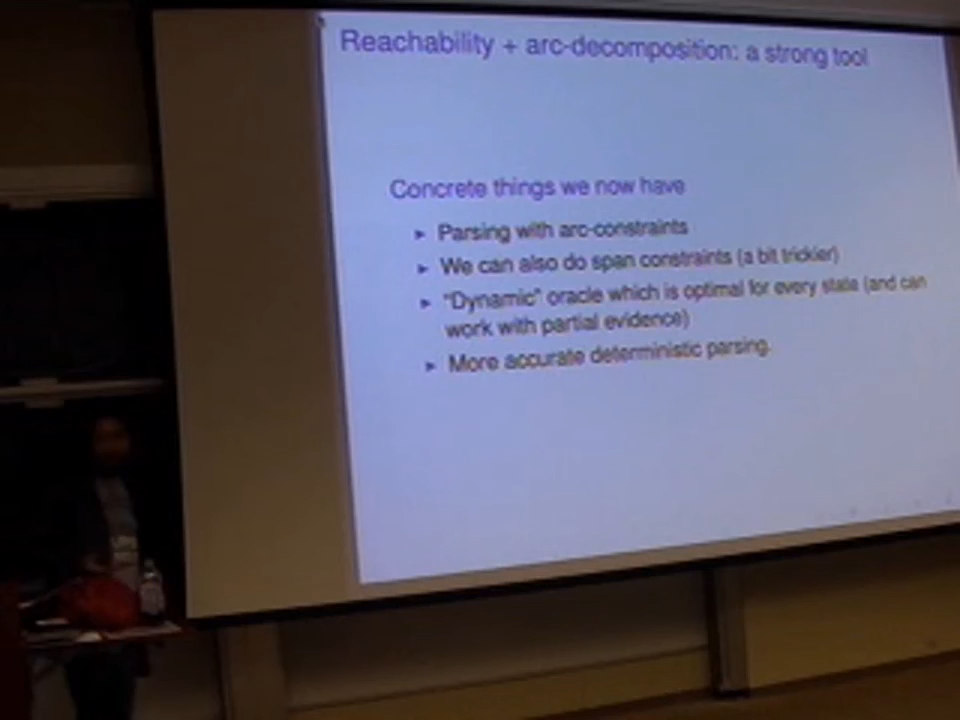 Reachability + arc-decomposition: a strong tool
Concrete things we now have
► Parsing with arc-constraints
► We can also do span constraints (a bit trickier)
► "Dynamic" oracle which is optimal for every state (and can
work with partial evidence)
► More accurate deterministic parsing.